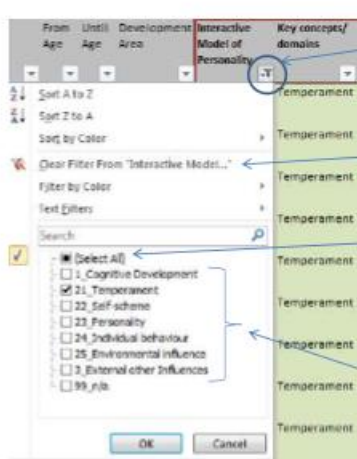 From Age
Until Age
Development Area
Interactive Model of Personality
Key concepts/ domains
Sort A to Z
Sort Z to A
Sort by Color
Clear Filter From "Interactive Model..."
Filter by Color
Text Filters
Search
(Select All)
1_Cognitive Development
21_Temperament
22_Self-scheme
23_Personality
24_Individual behaviour
25_Environmental influence
3_External other Influences
99_n/a
OK
Cancel
Temperament
Temperament
Temperament
Temperament
Temperament
Temperament
Temperament
Temperament
Temperament